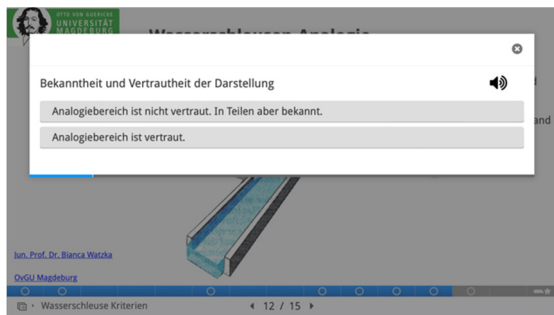 OTTO VON GUERICKE
UNIVERSITÄT
MAGDEBURG
Wasserschleusen Analogie
Bekanntheit und Vertrautheit der Darstellung
Analogiebereich ist nicht vertraut. In Teilen aber bekannt.
and
Analogiebereich ist vertraut.
Jun. Prof. Dr. Bianca Watzka
OvGU Magdeburg
Wasserschleuse Kriterien
12 / 15